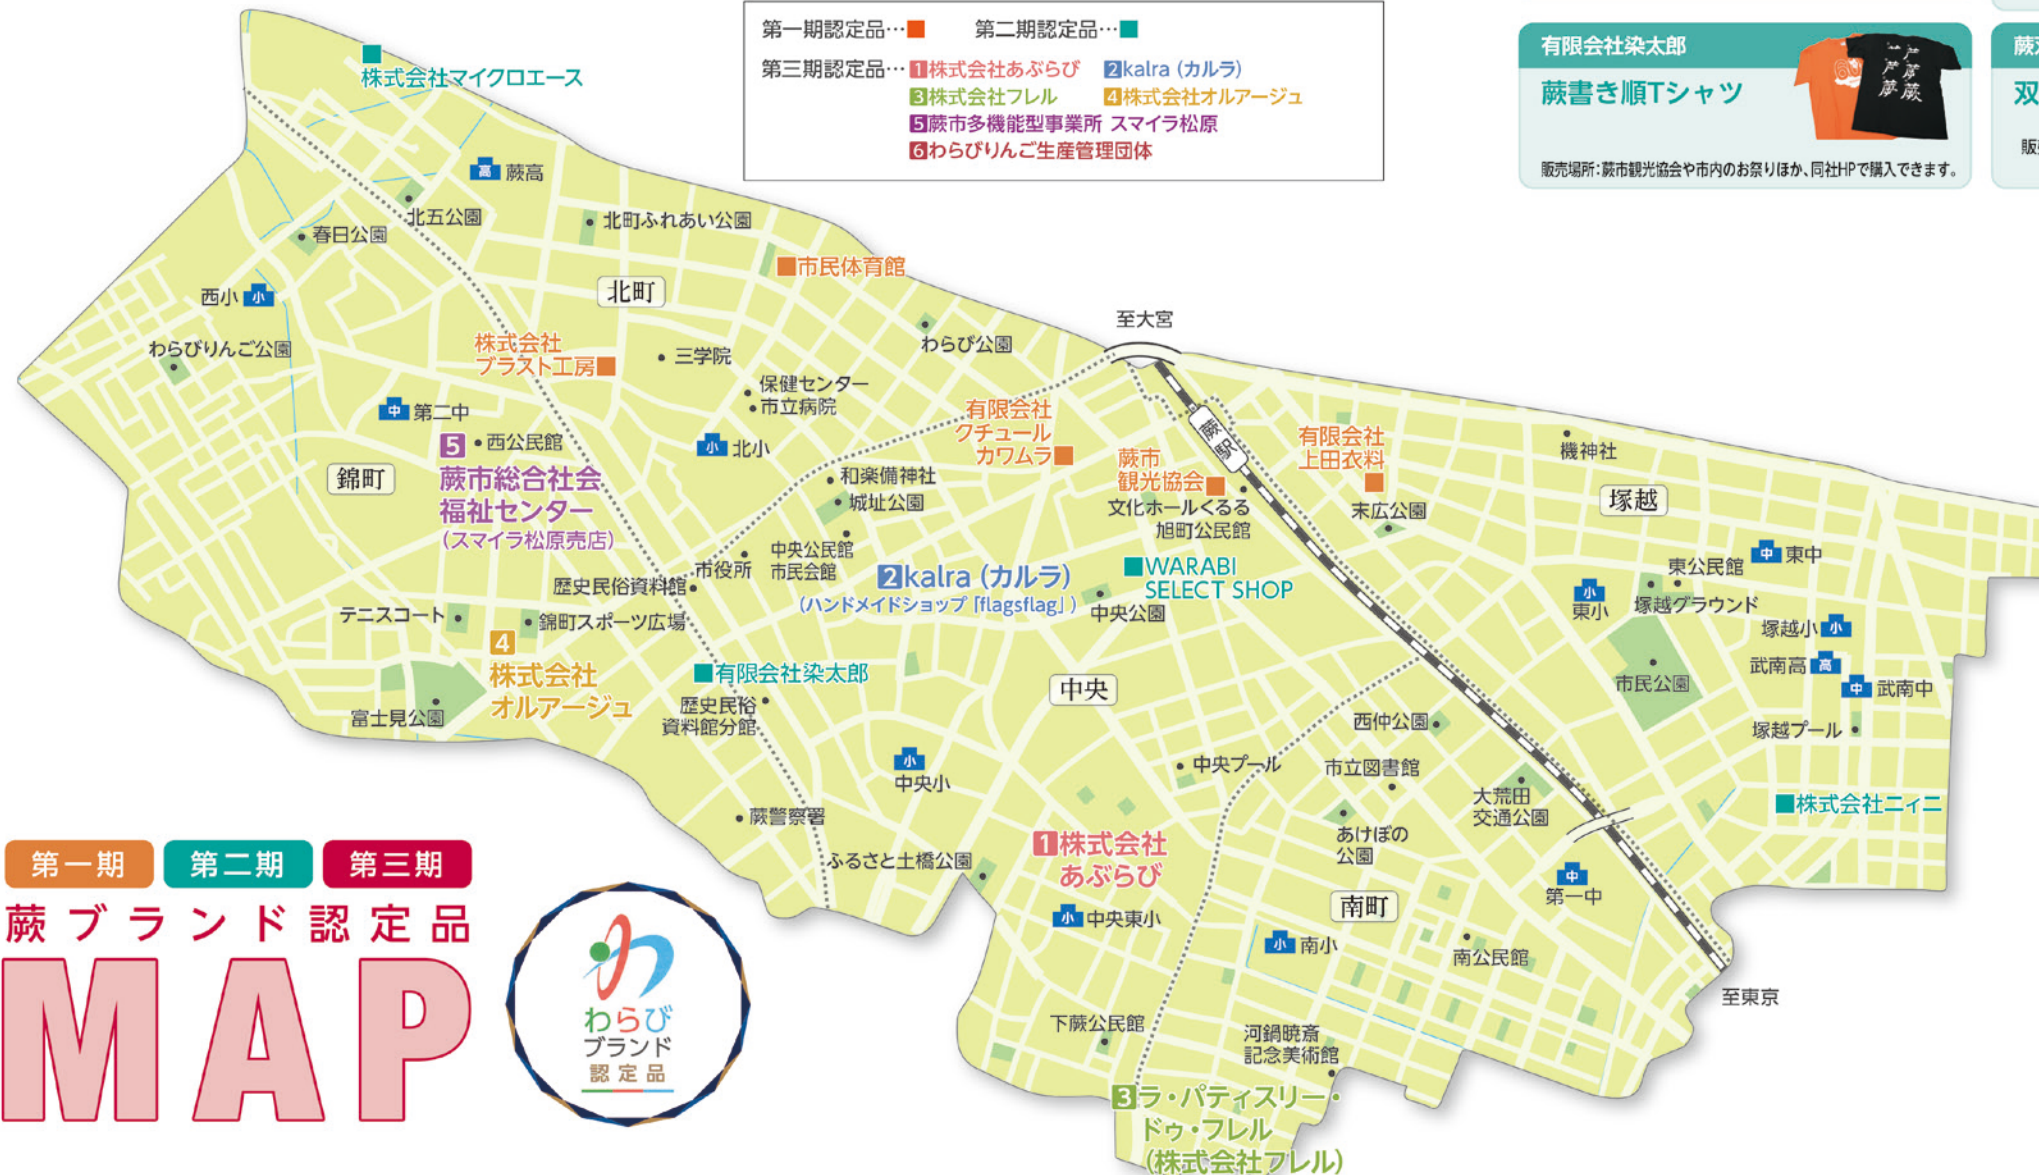 第一期認定品…■ 第二期認定品…■
第三期認定品…1株式会社あぶらび 2kalra (カルラ)
3株式会社フレル 4株式会社オルアージュ
5蕨市多機能型事業所 スマイラ松原
6わらびりんご生産管理団体
有限会社染太郎
蕨書き順Tシャツ
販売場所:蕨市観光協会や市内のお祭りほか、同社HPで購入できます。
双
株式会社マイクロエース
高 蕨高
北五公園
春日公園
北町ふれあい公園
市民体育館
北町
西小 小
わらびりんご公園
株式会社
ブラスト工房
三学院
わらび公園
至大宮
保健センター
市立病院
中 第二中
5 西公民館
小 北小
錦町
蕨市総合社会
福祉センター
(スマイラ松原売店)
有限会社
クチュール
カワムラ
蕨駅
蕨市
観光協会
文化ホールくるる
旭町公民館
有限会社
上田衣料
末広公園
機神社
塚越
和楽備神社
城址公園
中央公民館
市民会館
市役所
歴史民俗資料館
2kalra (カルラ)
(ハンドメイドショップ「flagsflag」)
WARABI
SELECT SHOP
中央公園
東公民館
中 東中
小
東小
塚越グラウンド
塚越小 小
武南高 高
中 武南中
市民公園
塚越プール
テニスコート
錦町スポーツ広場
4
株式会社
オルアージュ
富士見公園
有限会社染太郎
歴史民俗
資料館分館
中央
小
中央小
西仲公園
中央プール
市立図書館
大荒田
交通公園
株式会社ニィニ
あけぼの
公園
蕨警察署
ふるさと土橋公園
1株式会社
あぶらび
小 中央東小
南町
中
第一中
小 南小
南公民館
至東京
下蕨公民館
河鍋暁斎
記念美術館
3ラ・パティスリー・
ドゥ・フレル
(株式会社フレル)
第一期 第二期 第三期
蕨ブランド認定品
MAP
わらび
ブランド
認定品